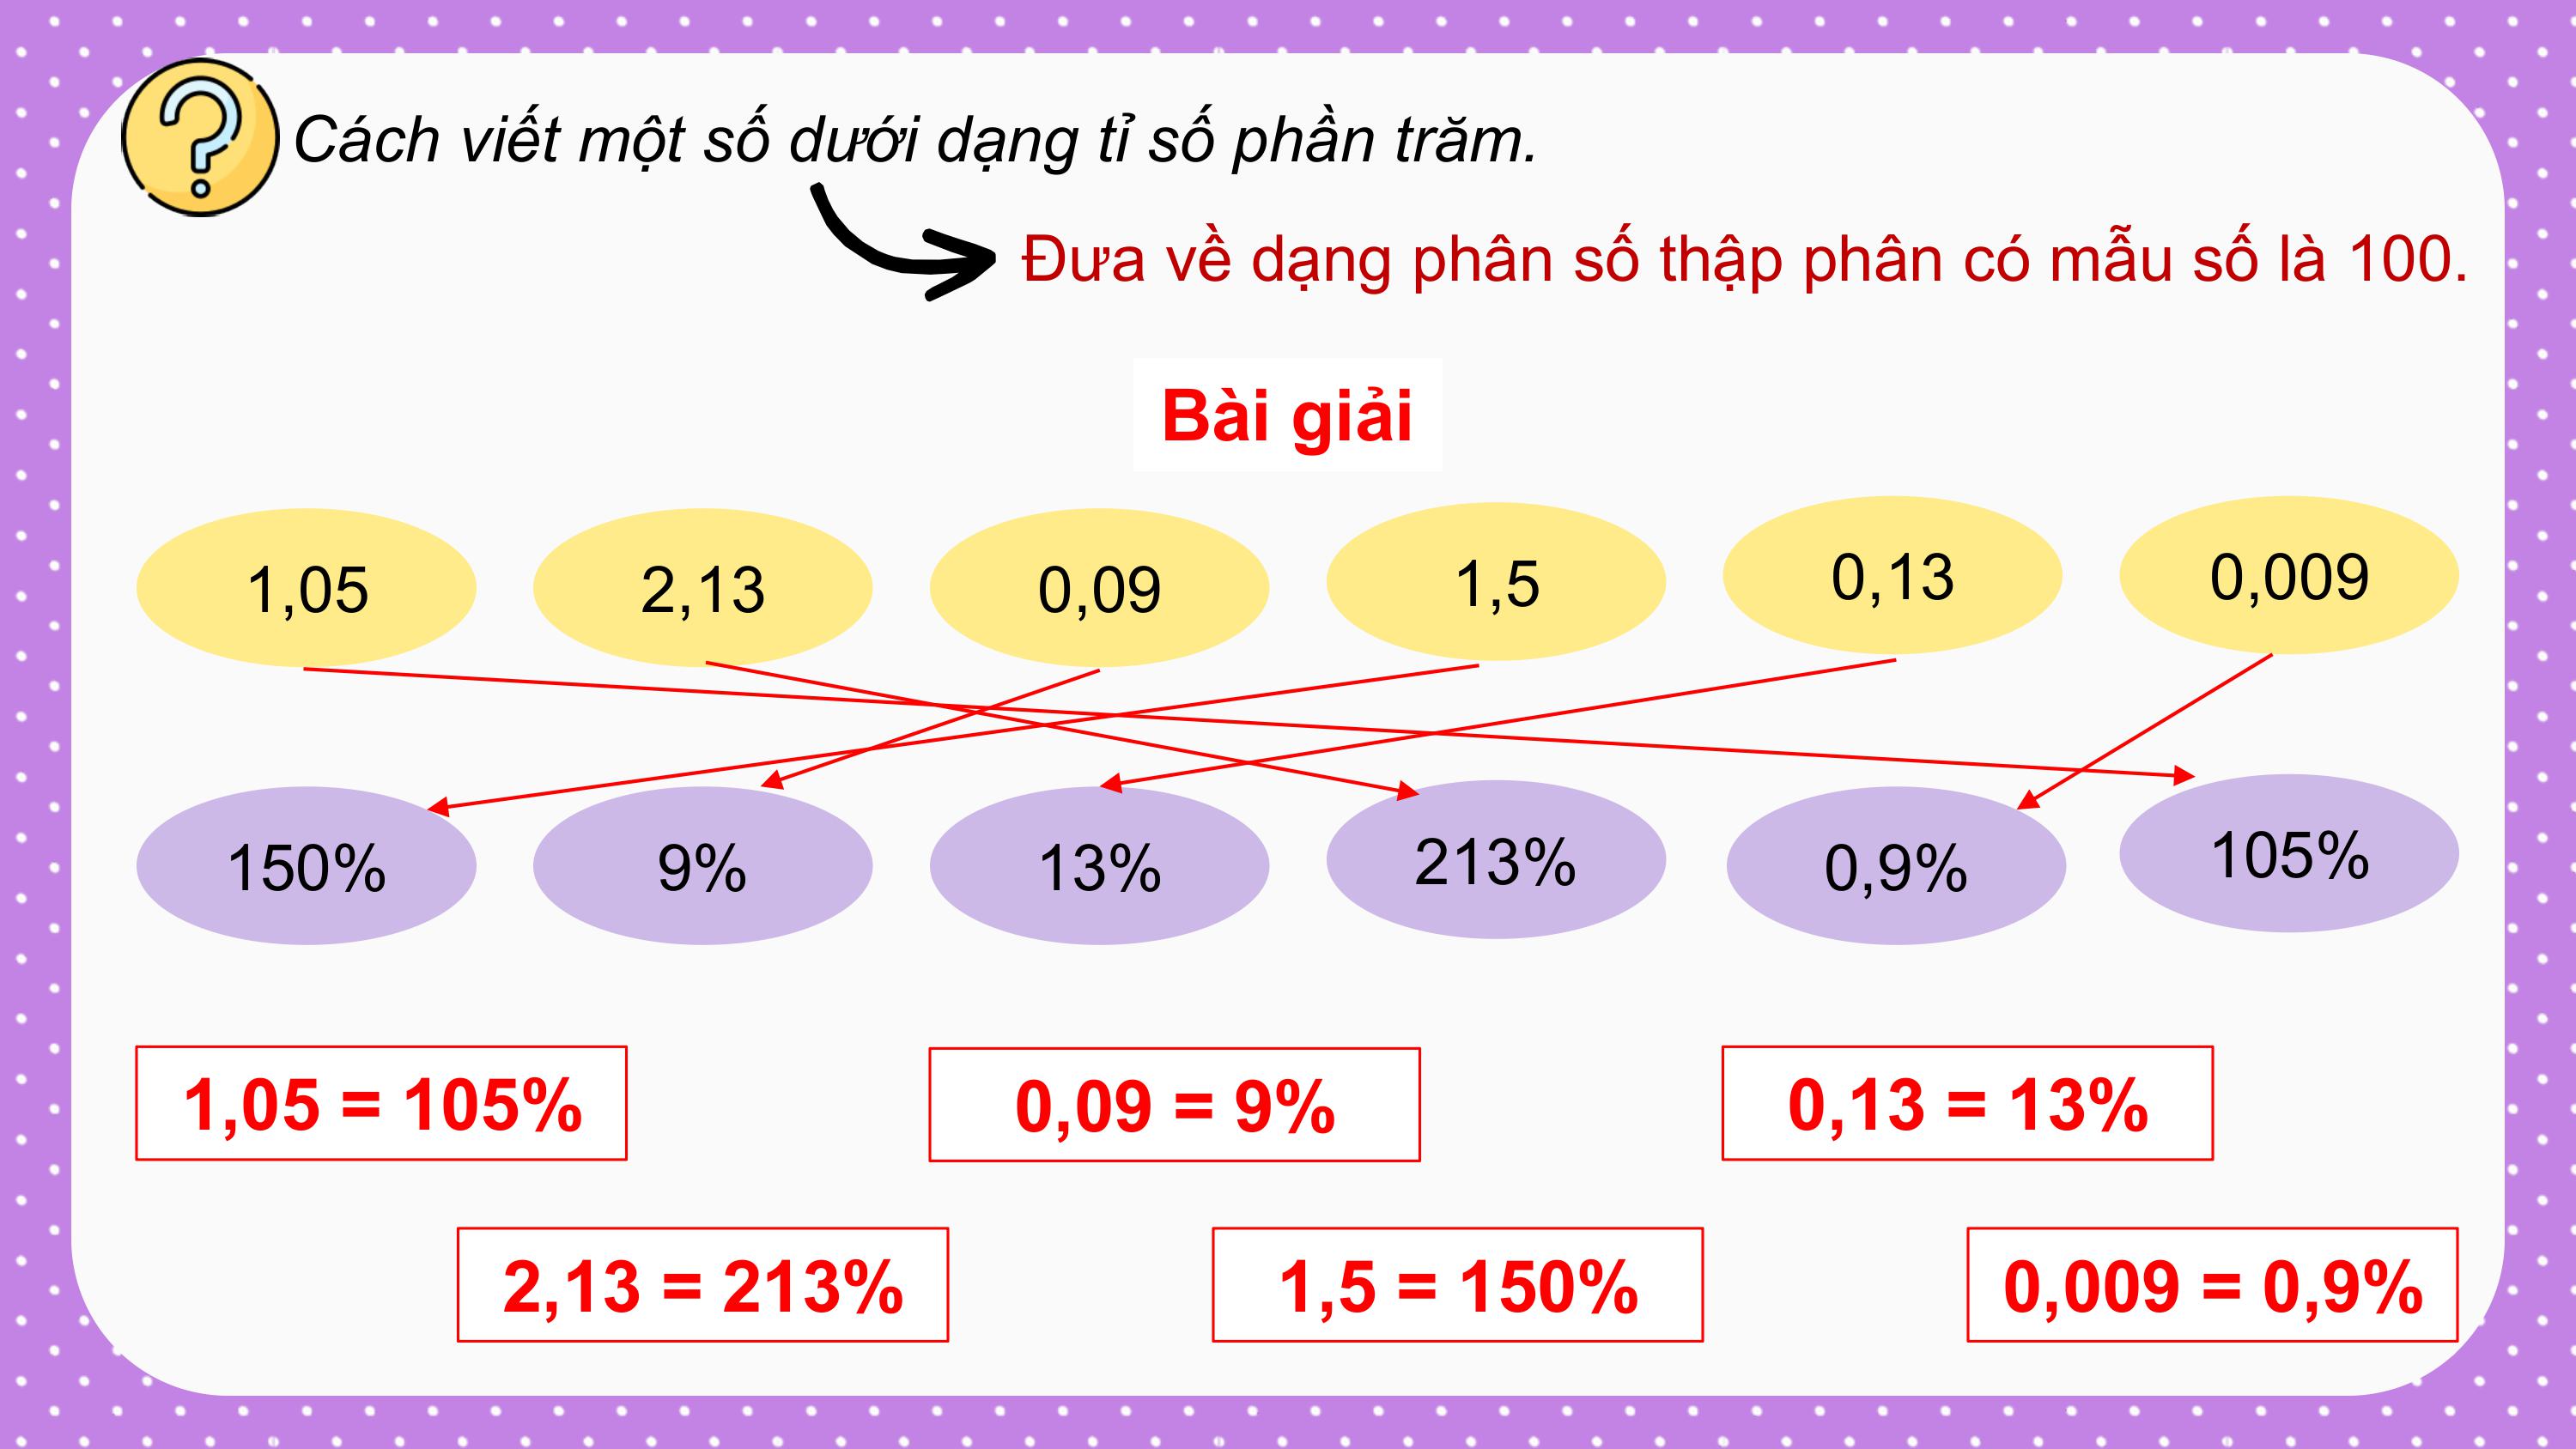 Cách viết một số dưới dạng tỉ số phần trăm.
Đưa về dạng phân số thập phân có mẫu số là 100.
Bài giải
1,05 2,13 0,09 1,5 0,13 0,009
150% 9% 13% 213% 0,9% 105%
1,05 = 105% 0,09 = 9% 0,13 = 13%
2,13 = 213% 1,5 = 150% 0,009 = 0,9%